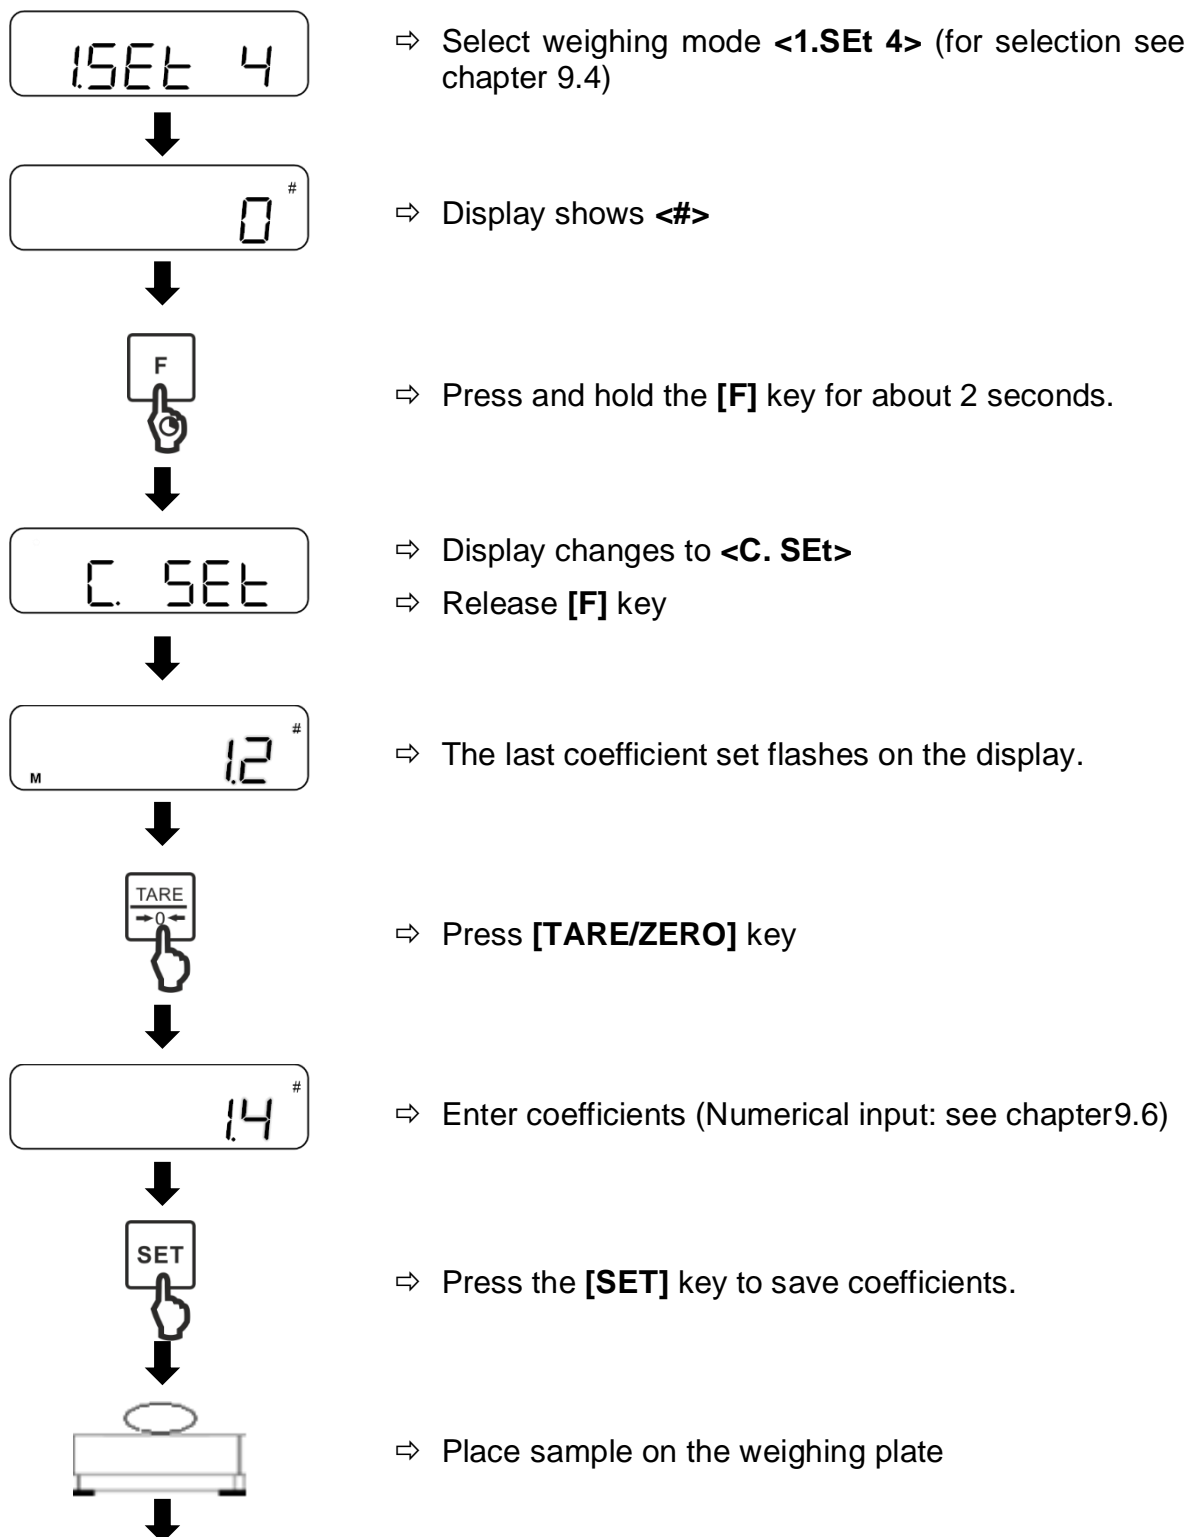 1.SEt 4
⇨ Select weighing mode <1.SEt 4> (for selection see
chapter 9.4)
0 #
⇨ Display shows <#>
F
⇨ Press and hold the [F] key for about 2 seconds.
C. SEt
⇨ Display changes to <C. SEt>
⇨ Release [F] key
M 1.2 #
⇨ The last coefficient set flashes on the display.
TARE
→0←
⇨ Press [TARE/ZERO] key
1.4 #
⇨ Enter coefficients (Numerical input: see chapter9.6)
SET
⇨ Press the [SET] key to save coefficients.
⇨ Place sample on the weighing plate